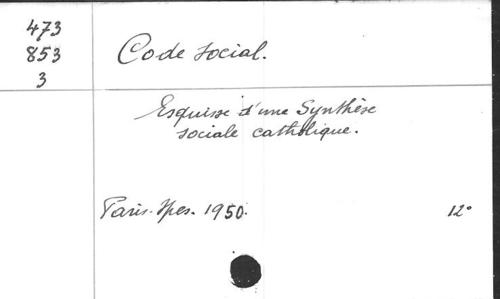 473
853
3
Code social.
Esquisse d'une Synthèse
sociale catholique.
Paris. Spes. 1950. 12°